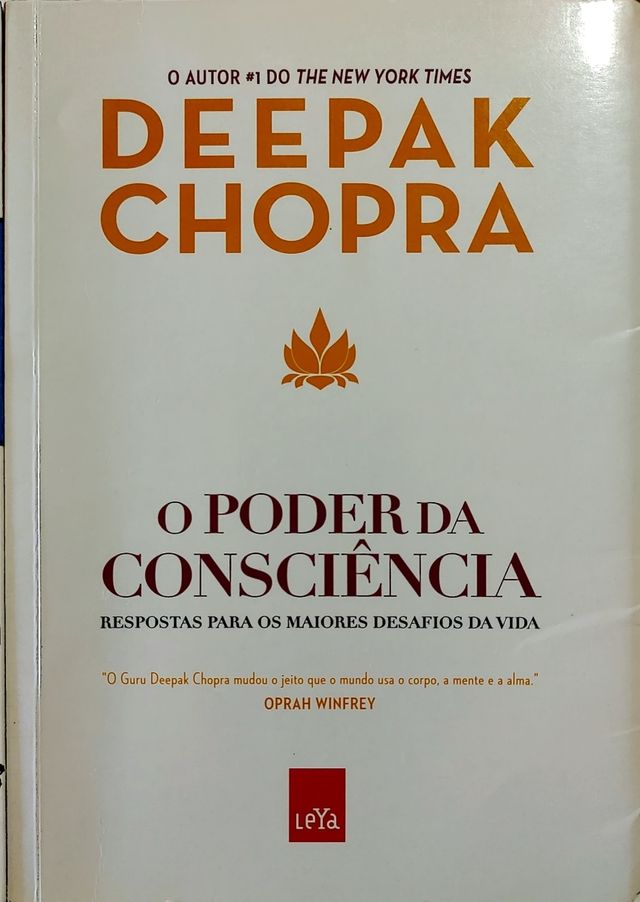 O AUTOR #1 DO THE NEW YORK TIMES
DEEPAK
CHOPRA
O PODER DA
CONSCIÊNCIA
RESPOSTAS PARA OS MAIORES DESAFIOS DA VIDA
"O Guru Deepak Chopra mudou o jeito que o mundo usa o corpo, a mente e a alma."
OPRAH WINFREY
LeYa